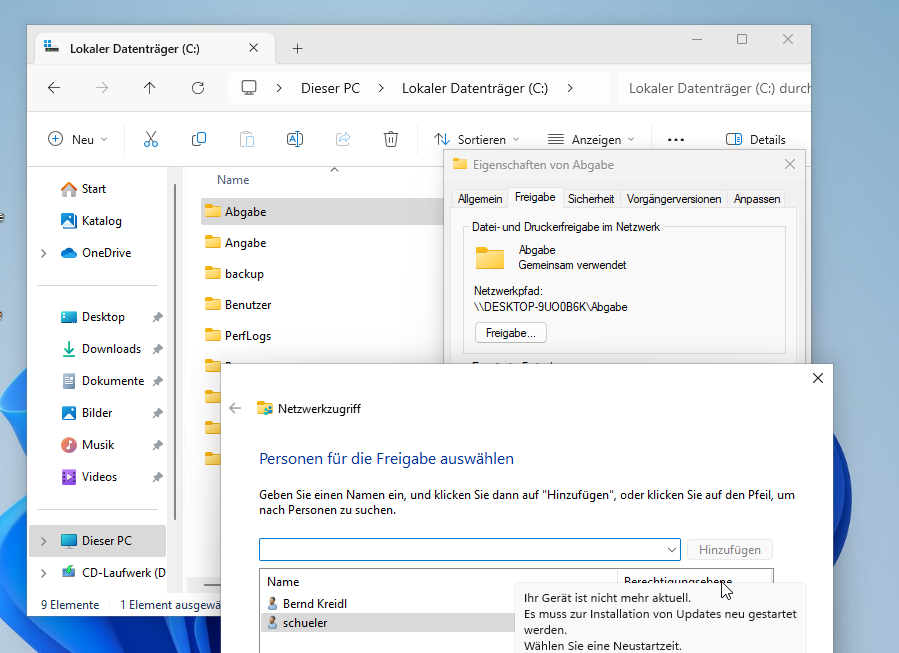 Lokaler Datenträger (C:)
Dieser PC
Lokaler Datenträger (C:)
Lokaler Datenträger (C:) durch
Neu
Sortieren
Anzeigen
Details
Start
Katalog
OneDrive
Desktop
Downloads
Dokumente
Bilder
Musik
Videos
Dieser PC
CD-Laufwerk (D
9 Elemente
1 Element ausgewä
Name
Abgabe
Angabe
backup
Benutzer
PerfLogs
Eigenschaften von Abgabe
Allgemein
Freigabe
Sicherheit
Vorgängerversionen
Anpassen
Datei- und Druckerfreigabe im Netzwerk
Abgabe
Gemeinsam verwendet
Netzwerkpfad:
\\DESKTOP-9UO0B6K\Abgabe
Freigabe...
Netzwerkzugriff
Personen für die Freigabe auswählen
Geben Sie einen Namen ein, und klicken Sie dann auf "Hinzufügen", oder klicken Sie auf den Pfeil, um
nach Personen zu suchen.
Hinzufügen
Name
Berechtigungsebene
Bernd Kreidl
schueler
Ihr Gerät ist nicht mehr aktuell.
Es muss zur Installation von Updates neu gestartet
werden.
Wählen Sie eine Neustartzeit.